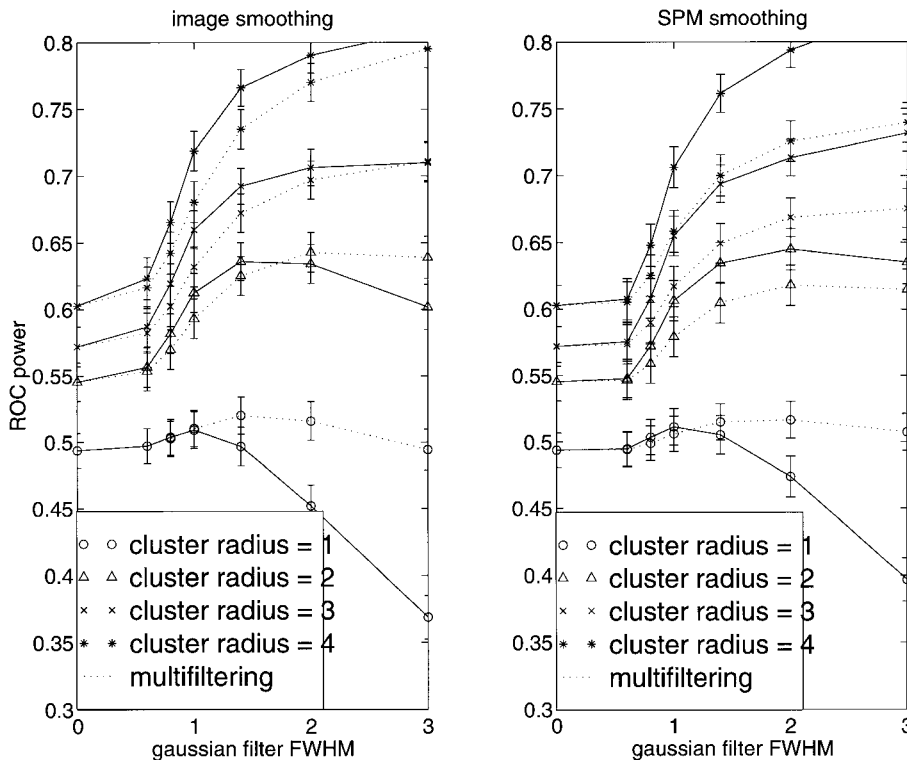 image smoothing
0.8
0.75
0.7
0.65
0.6
0.55
0.5
0.45
0.4
0.35
0.3
ROC power
cluster radius = 1
cluster radius = 2
cluster radius = 3
cluster radius = 4
multifiltering
0 1 2 3
gaussian filter FWHM
SPM smoothing
0.8
0.75
0.7
0.65
0.6
0.55
0.5
0.45
0.4
0.35
0.3
cluster radius = 1
cluster radius = 2
cluster radius = 3
cluster radius = 4
multifiltering
0 1 2 3
gaussian filter FWHM